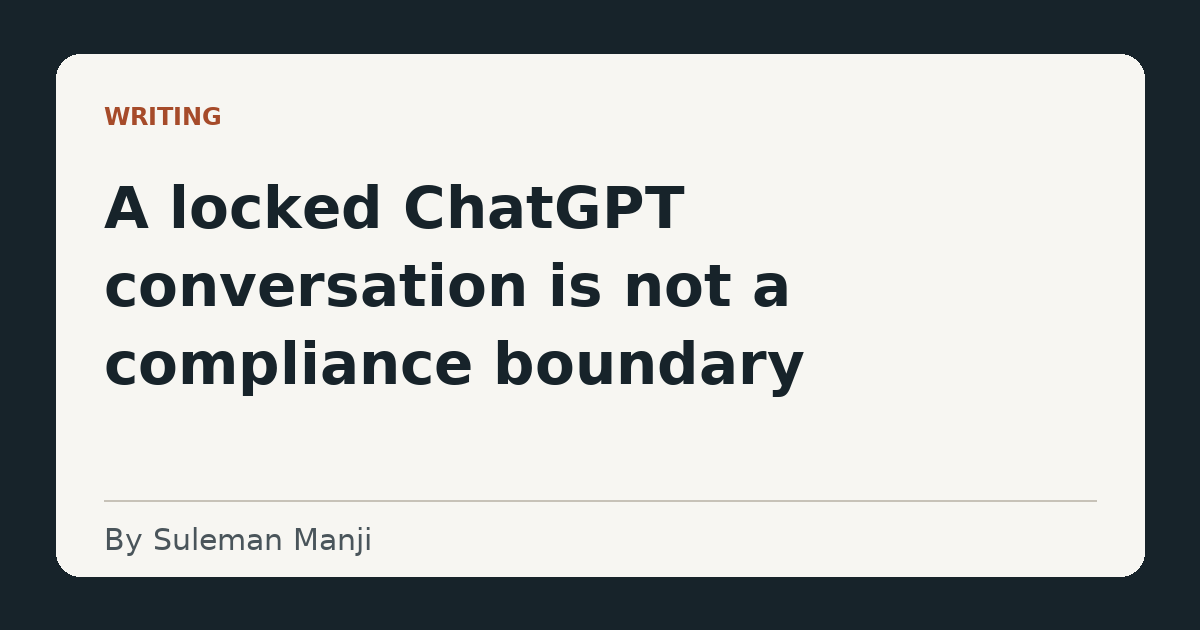 WRITING
A locked ChatGPT
conversation is not a
compliance boundary
By Suleman Manji